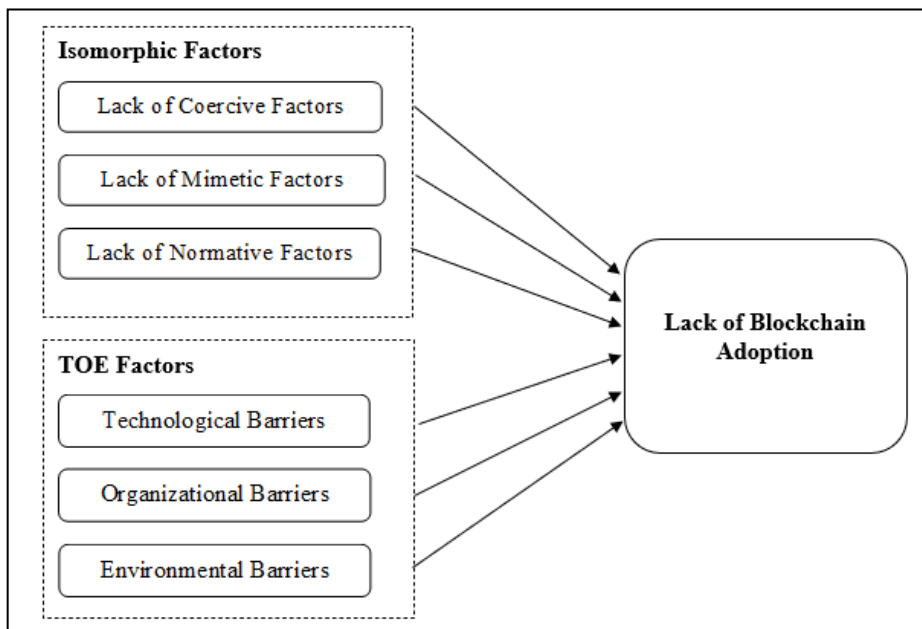 Isomorphic Factors
Lack of Coercive Factors
Lack of Mimetic Factors
Lack of Normative Factors
TOE Factors
Technological Barriers
Organizational Barriers
Environmental Barriers
Lack of Blockchain
Adoption